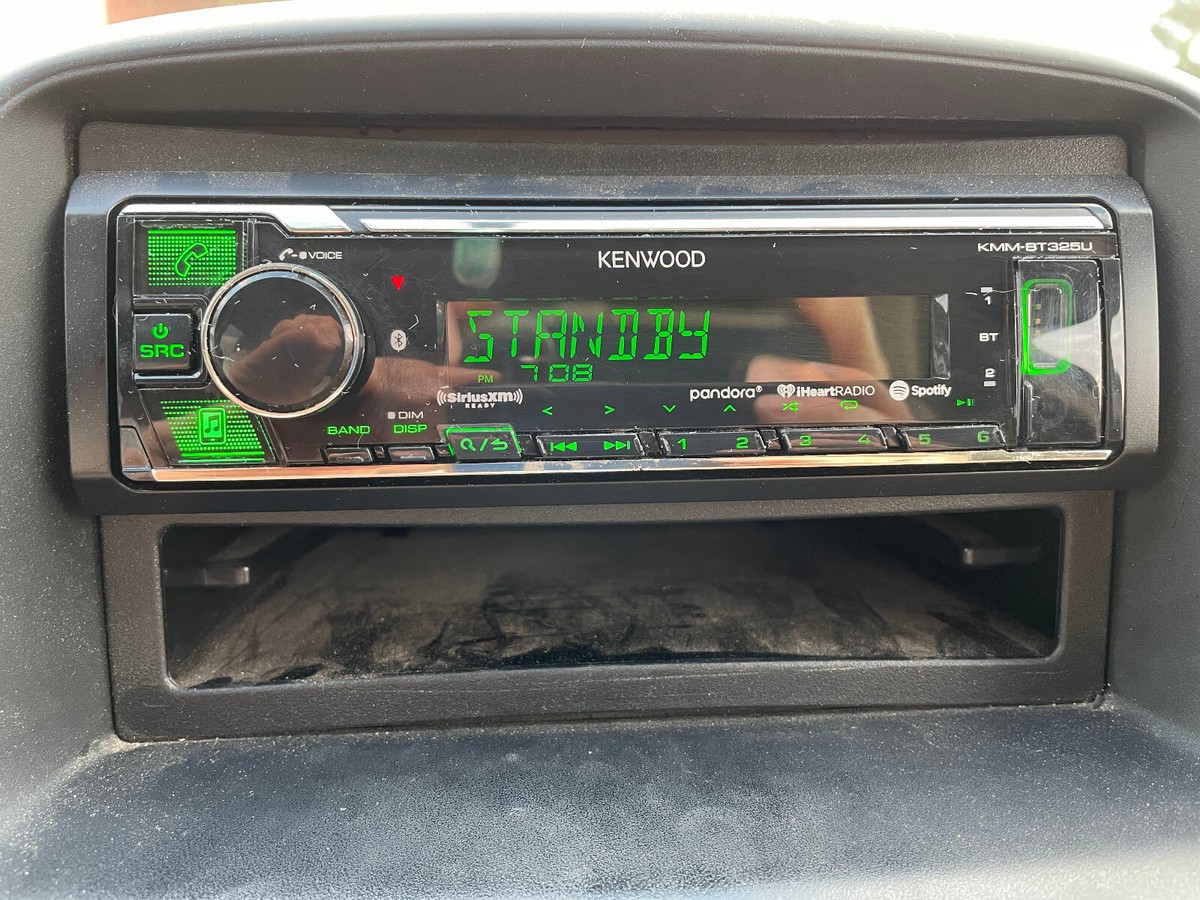 KENWOOD
KMM-BT325U
VOICE
SRC
STANDBY
PM 7 08
1
BT
2
SiriusXM
READY
pandora
iHeartRADIO
Spotify
DIM
BAND DISP
1 2 3 4 5 6